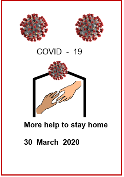 COVID - 19
More help to stay home
30 March 2020